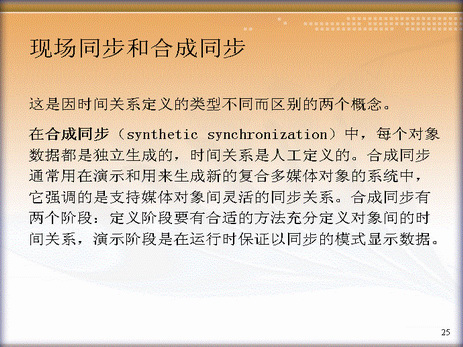 现场同步和合成同步
这是因时间关系定义的类型不同而区别的两个概念。
在合成同步（synthetic synchronization）中，每个对象
数据都是独立生成的，时间关系是人工定义的。合成同步
通常用在演示和用来生成新的复合多媒体对象的系统中，
它强调的是支持媒体对象间灵活的同步关系。合成同步有
两个阶段：定义阶段要有合适的方法充分定义对象间的时
间关系，演示阶段是在运行时保证以同步的模式显示数据。
25